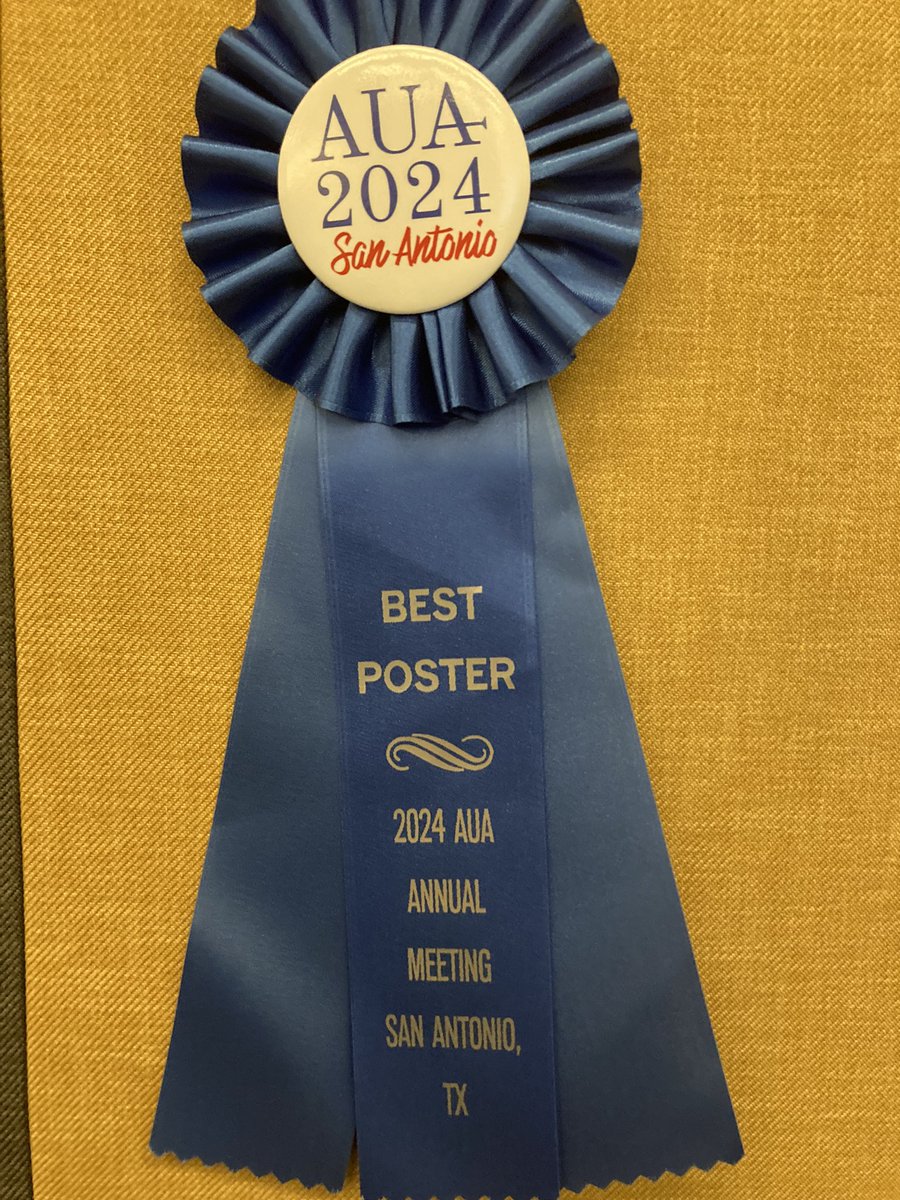 AUA
2024
San Antonio
BEST
POSTER
2024 AUA
ANNUAL
MEETING
SAN ANTONIO,
TX